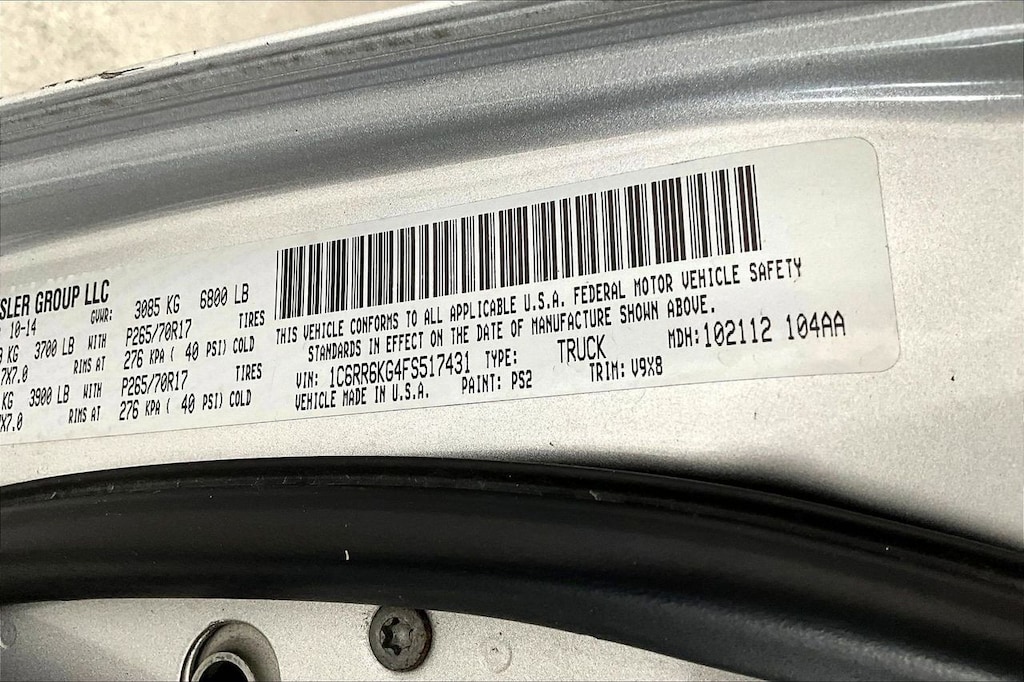 SLER GROUP LLC
10-14 GVWR: 3085 KG 6800 LB
KG 3700 LB WITH P265/70R17 TIRES
7X7.0 RIMS AT 276 KPA ( 40 PSI) COLD
KG 3900 LB WITH P265/70R17 TIRES
X7.0 RIMS AT 276 KPA ( 40 PSI) COLD
THIS VEHICLE CONFORMS TO ALL APPLICABLE U.S.A. FEDERAL MOTOR VEHICLE SAFETY
STANDARDS IN EFFECT ON THE DATE OF MANUFACTURE SHOWN ABOVE.
VIN: 1C6RR6KG4FS517431 TYPE: TRUCK MDH:102112 104AA
VEHICLE MADE IN U.S.A. PAINT: PS2 TRIM: V9X8